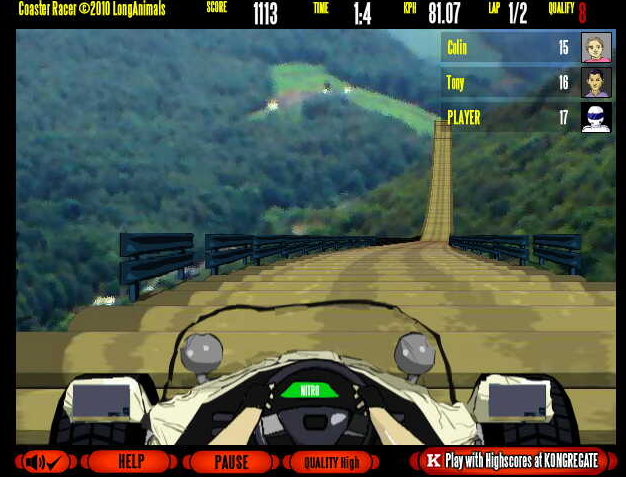 Coaster Racer ©2010 LongAnimals
SCORE 1113 TIME 1:4 KPH 81.07 LAP 1/2 QUALIFY 8
Colin 15
Tony 16
PLAYER 17
NITRO
HELP PAUSE QUALITY High K Play with Highscores at KONGREGATE